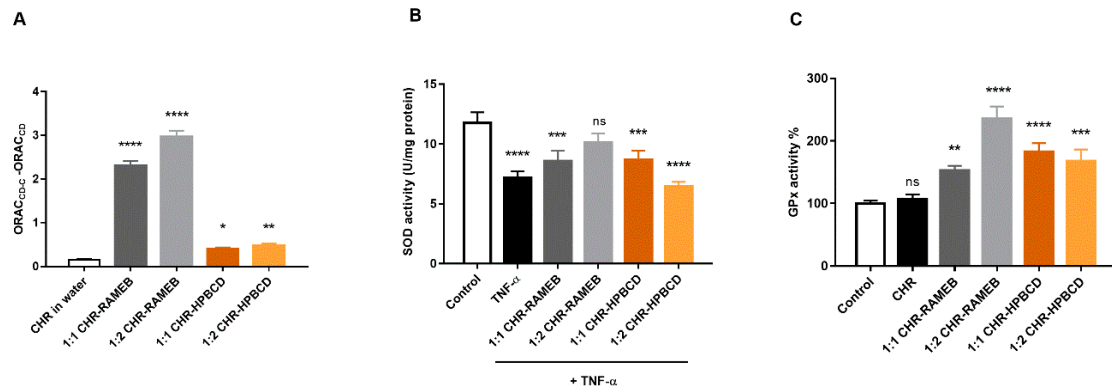 A
ORAC CD-C -ORAC CD
4
3
2
1
0
****
****
*
**
CHR in water
1:1 CHR-RAMEB
1:2 CHR-RAMEB
1:1 CHR-HPBCD
1:2 CHR-HPBCD
B
SOD activity (U/mg protein)
15
10
5
0
****
***
ns
***
****
Control
TNF-α
1:1 CHR-RAMEB
1:2 CHR-RAMEB
1:1 CHR-HPBCD
1:2 CHR-HPBCD
+ TNF-α
C
GPx activity %
300
200
100
0
ns
**
****
****
***
Control
CHR
1:1 CHR-RAMEB
1:2 CHR-RAMEB
1:1 CHR-HPBCD
1:2 CHR-HPBCD